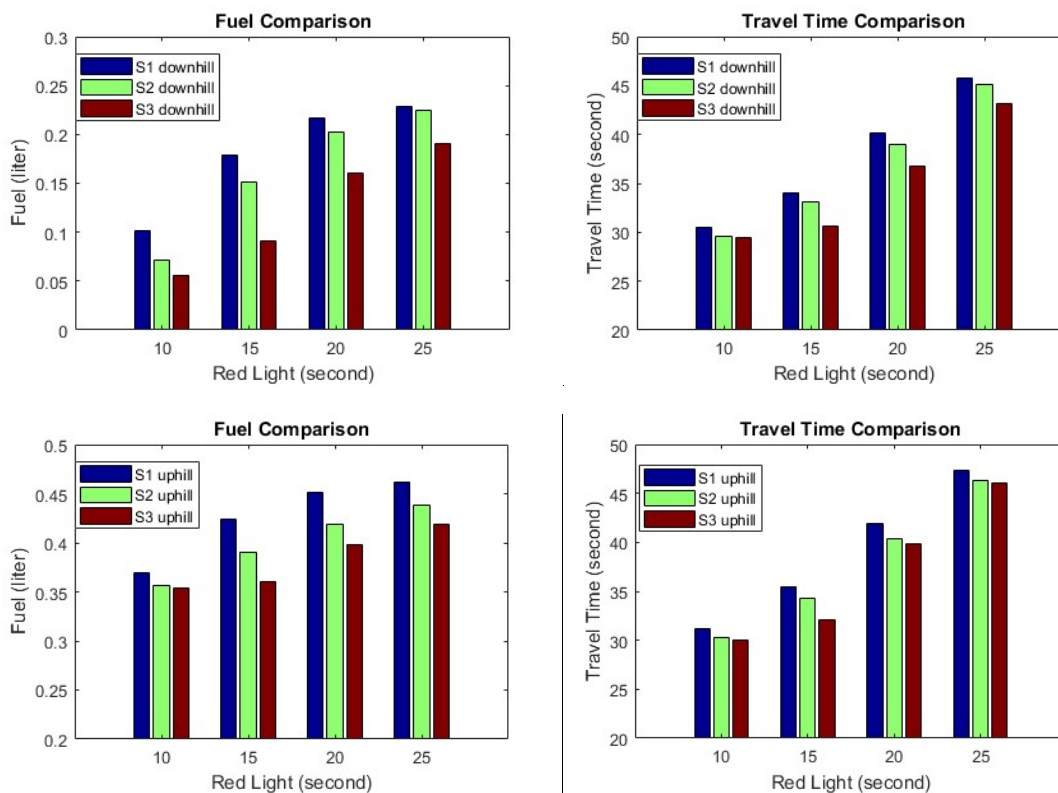 Fuel Comparison
0.3
0.25
0.2
0.15
0.1
0.05
0
Fuel (liter)
S1 downhill
S2 downhill
S3 downhill
10 15 20 25
Red Light (second)
Travel Time Comparison
50
45
40
35
30
25
20
Travel Time (second)
S1 downhill
S2 downhill
S3 downhill
10 15 20 25
Red Light (second)
Fuel Comparison
0.5
0.45
0.4
0.35
0.3
0.25
0.2
Fuel (liter)
S1 uphill
S2 uphill
S3 uphill
10 15 20 25
Red Light (second)
Travel Time Comparison
50
45
40
35
30
25
20
Travel Time (second)
S1 uphill
S2 uphill
S3 uphill
10 15 20 25
Red Light (second)